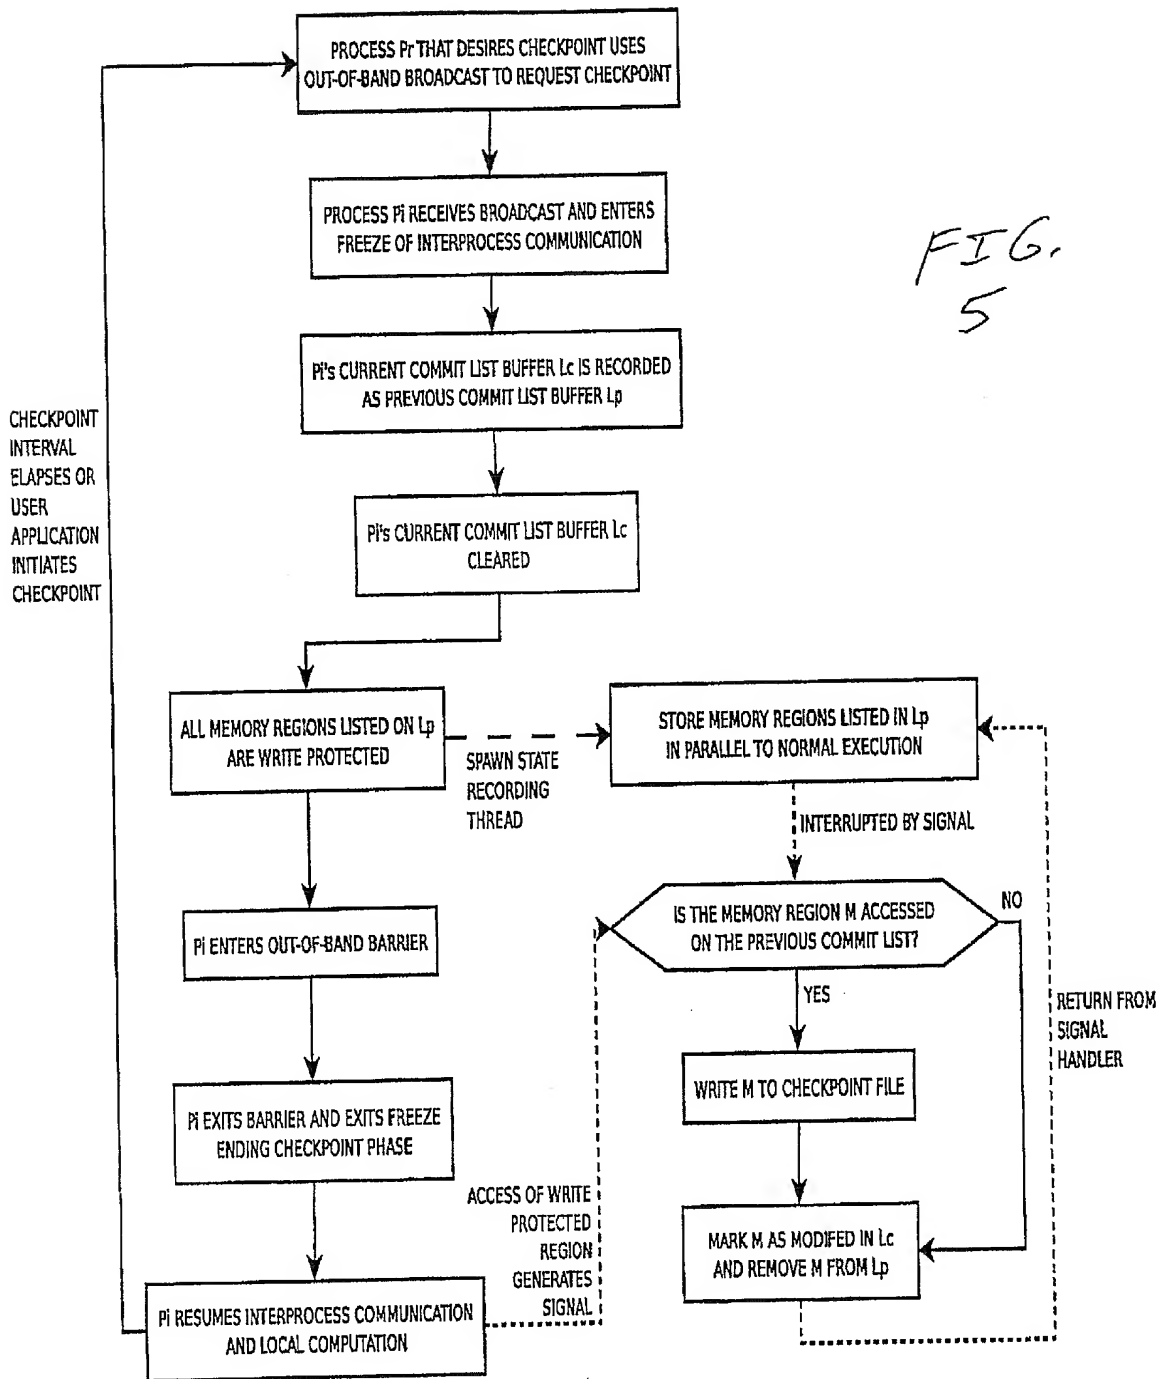 PROCESS Pr THAT DESIRES CHECKPOINT USES
OUT-OF-BAND BROADCAST TO REQUEST CHECKPOINT
PROCESS Pi RECEIVES BROADCAST AND ENTERS
FREEZE OF INTERPROCESS COMMUNICATION
FIG.
5
Pi's CURRENT COMMIT LIST BUFFER Lc IS RECORDED
AS PREVIOUS COMMIT LIST BUFFER Lp
CHECKPOINT
INTERVAL
ELAPSES OR
USER
APPLICATION
INITIATES
CHECKPOINT
Pi's CURRENT COMMIT LIST BUFFER Lc
CLEARED
ALL MEMORY REGIONS LISTED ON Lp
ARE WRITE PROTECTED
SPAWN STATE
RECORDING
THREAD
STORE MEMORY REGIONS LISTED IN Lp
IN PARALLEL TO NORMAL EXECUTION
INTERRUPTED BY SIGNAL
IS THE MEMORY REGION M ACCESSED
ON THE PREVIOUS COMMIT LIST?
NO
YES
Pi ENTERS OUT-OF-BAND BARRIER
RETURN FROM
SIGNAL
HANDLER
WRITE M TO CHECKPOINT FILE
Pi EXITS BARRIER AND EXITS FREEZE
ENDING CHECKPOINT PHASE
ACCESS OF WRITE
PROTECTED
REGION
GENERATES
SIGNAL
MARK M AS MODIFED IN Lc
AND REMOVE M FROM Lp
Pi RESUMES INTERPROCESS COMMUNICATION
AND LOCAL COMPUTATION